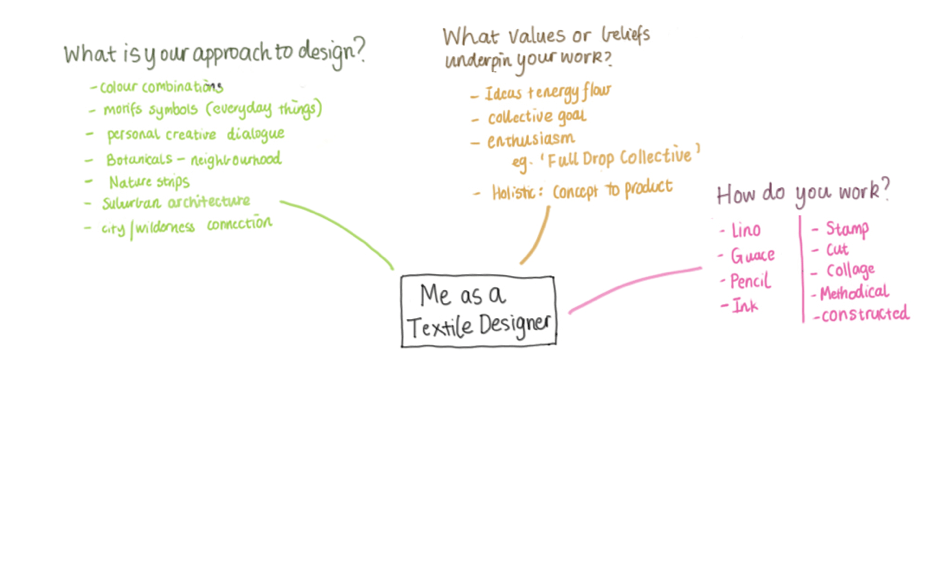 What is your approach to design?
- colour combinations
- motifs symbols (everyday things)
- personal creative dialogue
- Botanicals - neighbourhood
- Nature strips
- Suburban architecture
- city/wilderness connection
What values or beliefs
underpin your work?
- Ideas + energy flow
- collective goal
- enthusiasm
eg. 'Full Drop Collective'
- Holistic: Concept to product
How do you work?
- Lino
- Guace
- Pencil
- Ink
- Stamp
- Cut
- Collage
- Methodical
- constructed
Me as a
Textile Designer